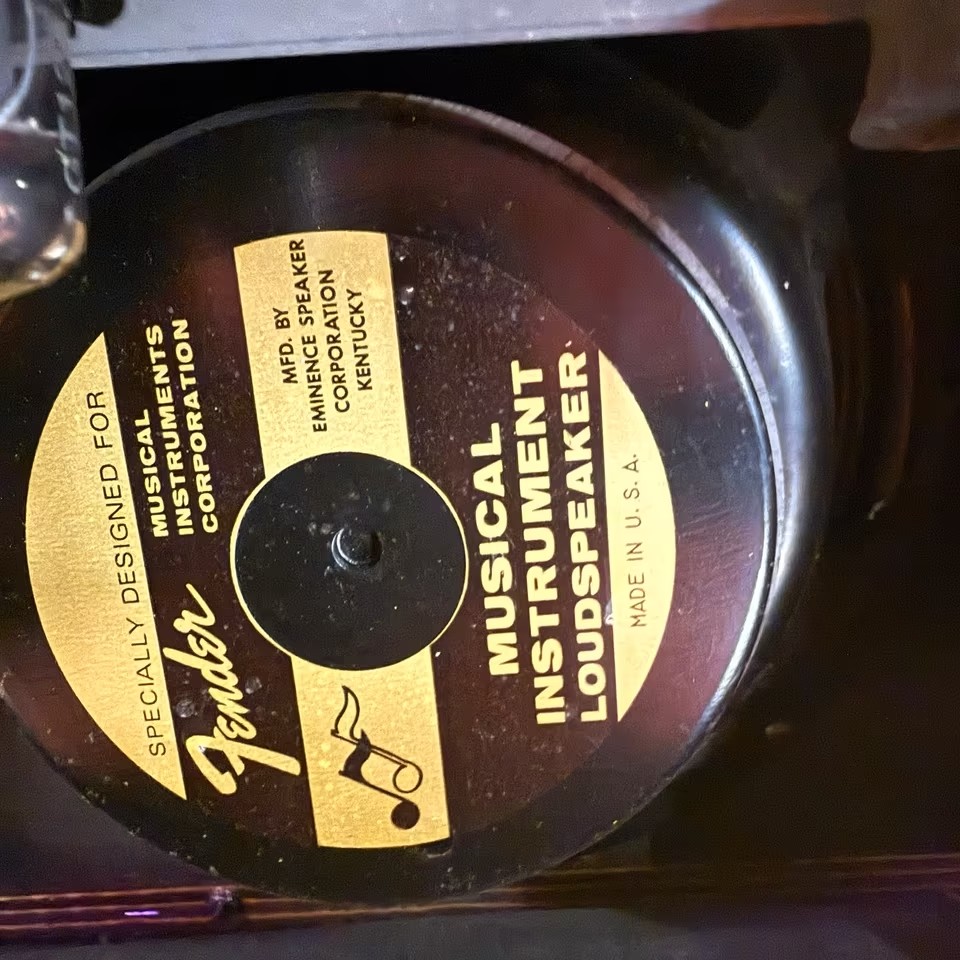 SPECIALLY DESIGNED FOR
Fender
MUSICAL
INSTRUMENTS
CORPORATION
MFD. BY
EMINENCE SPEAKER
CORPORATION
KENTUCKY
MUSICAL
INSTRUMENT
LOUDSPEAKER
MADE IN U.S.A.